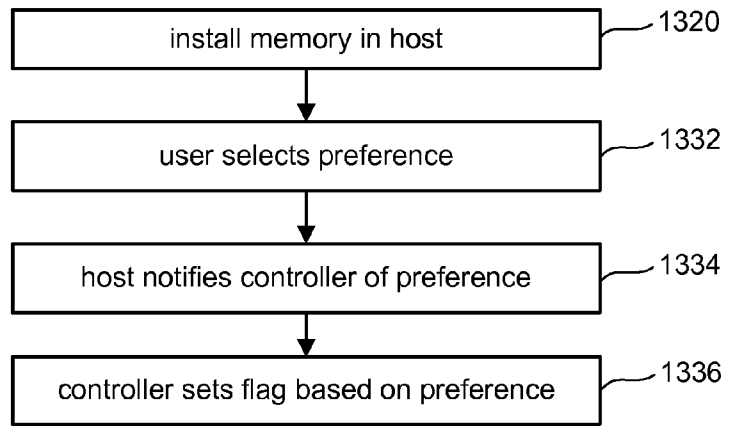 install memory in host
1320
user selects preference
1332
host notifies controller of preference
1334
controller sets flag based on preference
1336